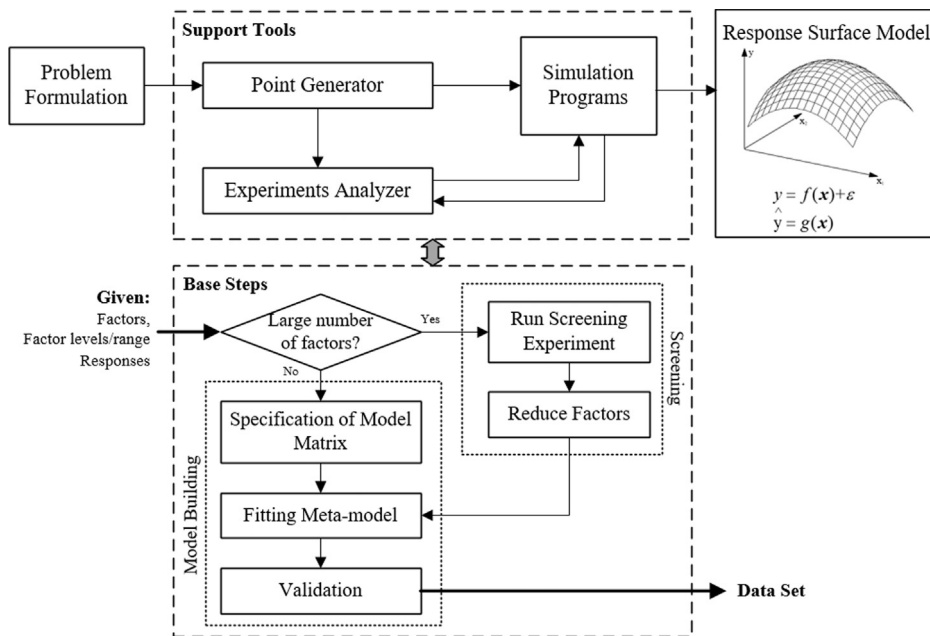 Support Tools
Problem
Formulation
Point Generator
Simulation
Programs
Experiments Analyzer
Response Surface Model
y
x₂
y = f(x)+ε
^
y = g(x)
Base Steps
Given:
Factors,
Factor levels/range
Responses
Large number
of factors?
Yes
No
Run Screening
Experiment
Reduce Factors
Screening
Specification of Model
Matrix
Fitting Meta-model
Validation
Model Building
Data Set